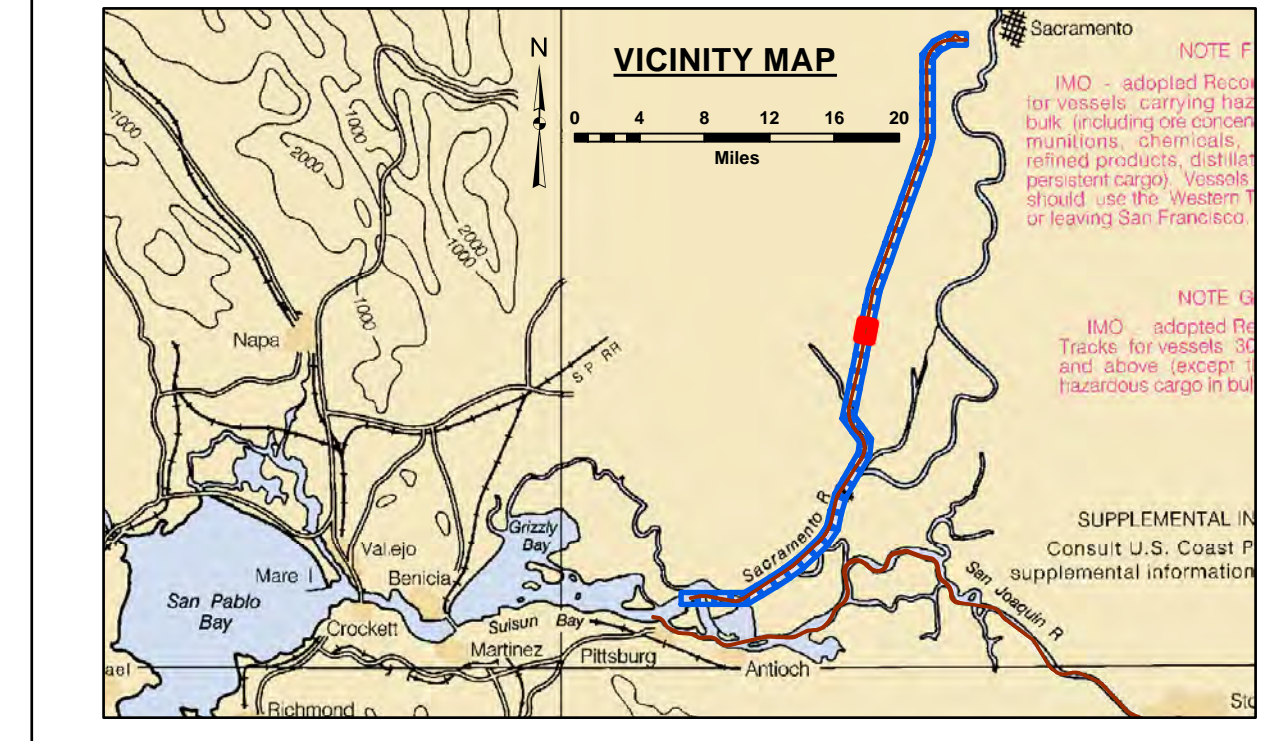 VICINITY MAP
N
0 4 8 12 16 20
Miles
Sacramento
NOTE F
IMO - adopted Recor
for vessels carrying haz
bulk (including ore concen
munitions, chemicals,
refined products, distillat
persistent cargo). Vessels
should use the Western T
or leaving San Francisco.
NOTE G
IMO adopted Re
Tracks for vessels 30
and above (except t
hazardous cargo in bul
SUPPLEMENTAL IN
Consult U.S. Coast P
supplemental information
1000
1000
2000
2000
1000
1000
Napa
S P RR
Grizzly
Bay
Sacramento R
San Joaquin R
Vallejo
Mare I
Benicia
San Pablo
Bay
Crockett
Suisun Bay
Martinez
Pittsburg
Antioch
ael
Richmond
Sto